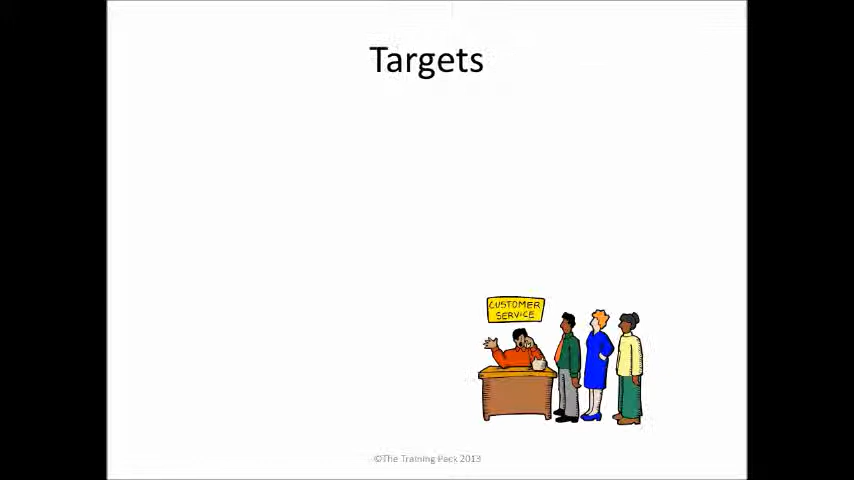 Targets
CUSTOMER
SERVICE
©The Training Pack 2013